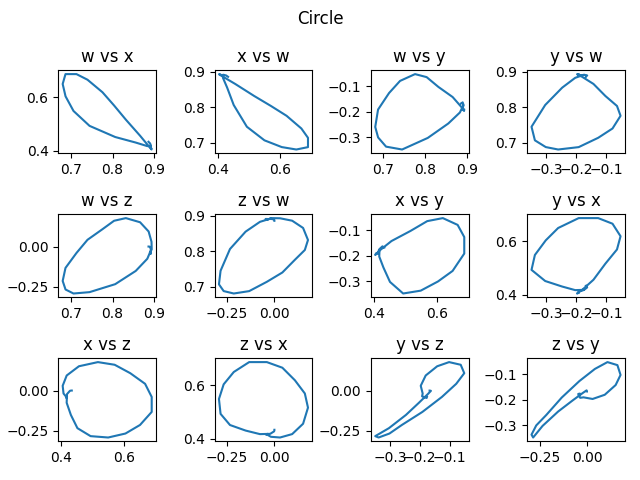 Circle
w vs x
x vs w
w vs y
y vs w
0.6
0.4
0.7 0.8 0.9
0.9
0.8
0.7
0.4 0.6
−0.1
−0.2
−0.3
0.7 0.8 0.9
0.9
0.8
0.7
−0.3 −0.2 −0.1
w vs z
z vs w
x vs y
y vs x
0.00
−0.25
0.7 0.8 0.9
0.9
0.8
0.7
−0.25 0.00
−0.1
−0.2
−0.3
0.4 0.6
0.6
0.4
−0.3 −0.2 −0.1
x vs z
z vs x
y vs z
z vs y
0.00
−0.25
0.4 0.6
0.6
0.4
−0.25 0.00
0.00
−0.25
−0.3 −0.2 −0.1
−0.1
−0.2
−0.3
−0.25 0.00